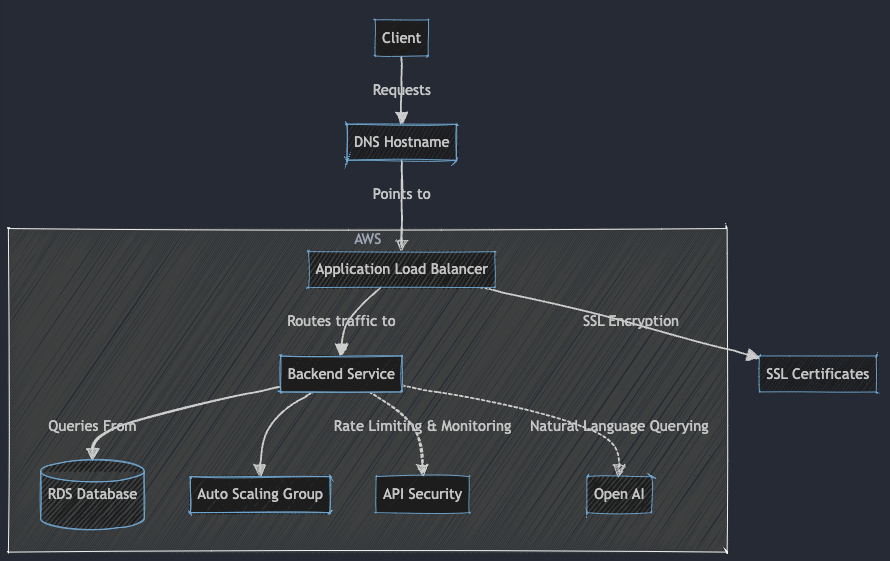 Client
Requests
DNS Hostname
Points to
AWS
Application Load Balancer
Routes traffic to
SSL Encryption
Backend Service
SSL Certificates
Queries From
Rate Limiting & Monitoring
Natural Language Querying
RDS Database
Auto Scaling Group
API Security
Open AI